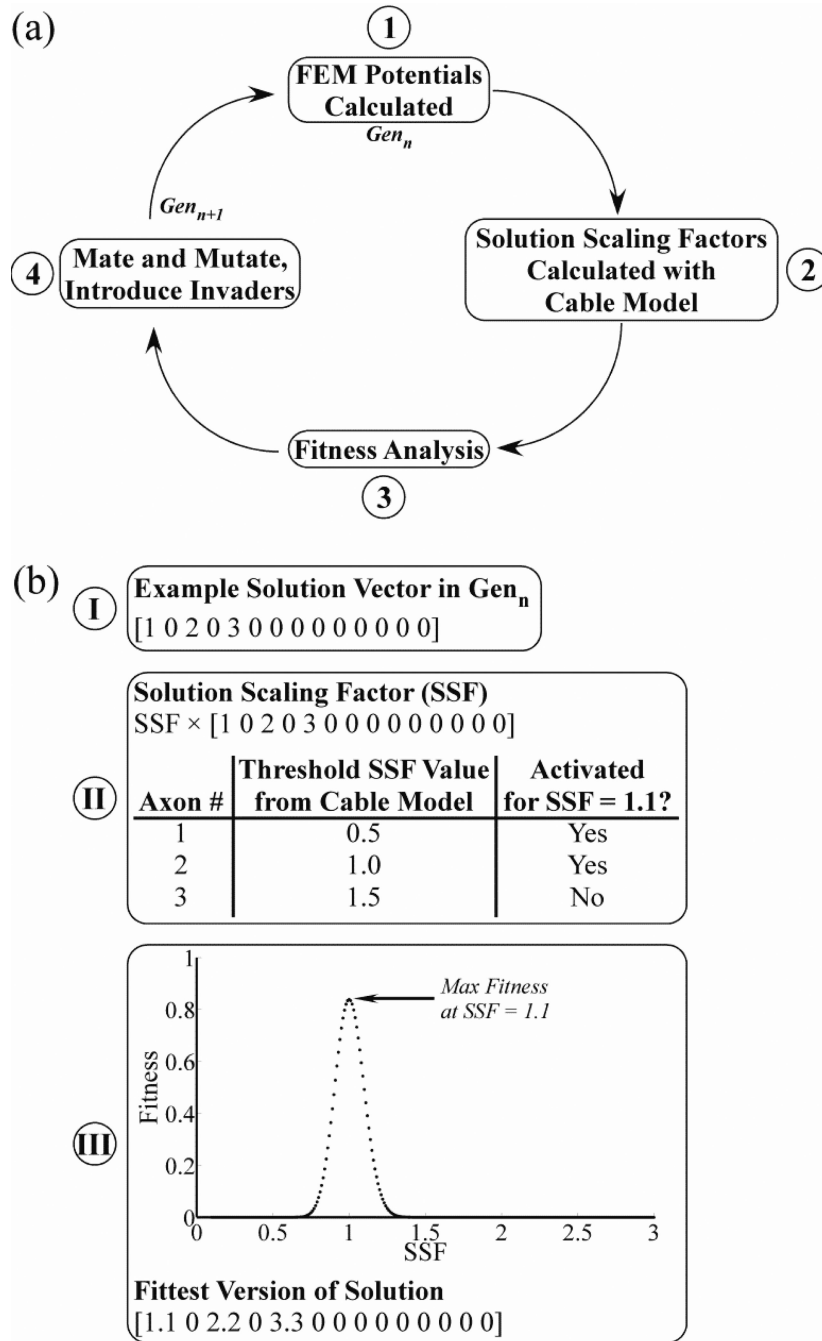 (a)
1
FEM Potentials
Calculated
Genn
Solution Scaling Factors
Calculated with
Cable Model
2
Fitness Analysis
3
4
Mate and Mutate,
Introduce Invaders
Genn+1
(b)
I
Example Solution Vector in Genn
[1 0 2 0 3 0 0 0 0 0 0 0 0 0]
II
Solution Scaling Factor (SSF)
SSF × [1 0 2 0 3 0 0 0 0 0 0 0 0 0]
Axon #
Threshold SSF Value
from Cable Model
Activated
for SSF = 1.1?
1 0.5 Yes
2 1.0 Yes
3 1.5 No
III
1
0.8
0.6
0.4
0.2
0
Fitness
Max Fitness
at SSF = 1.1
0 0.5 1 1.5 2 2.5 3
SSF
Fittest Version of Solution
[1.1 0 2.2 0 3.3 0 0 0 0 0 0 0 0 0]